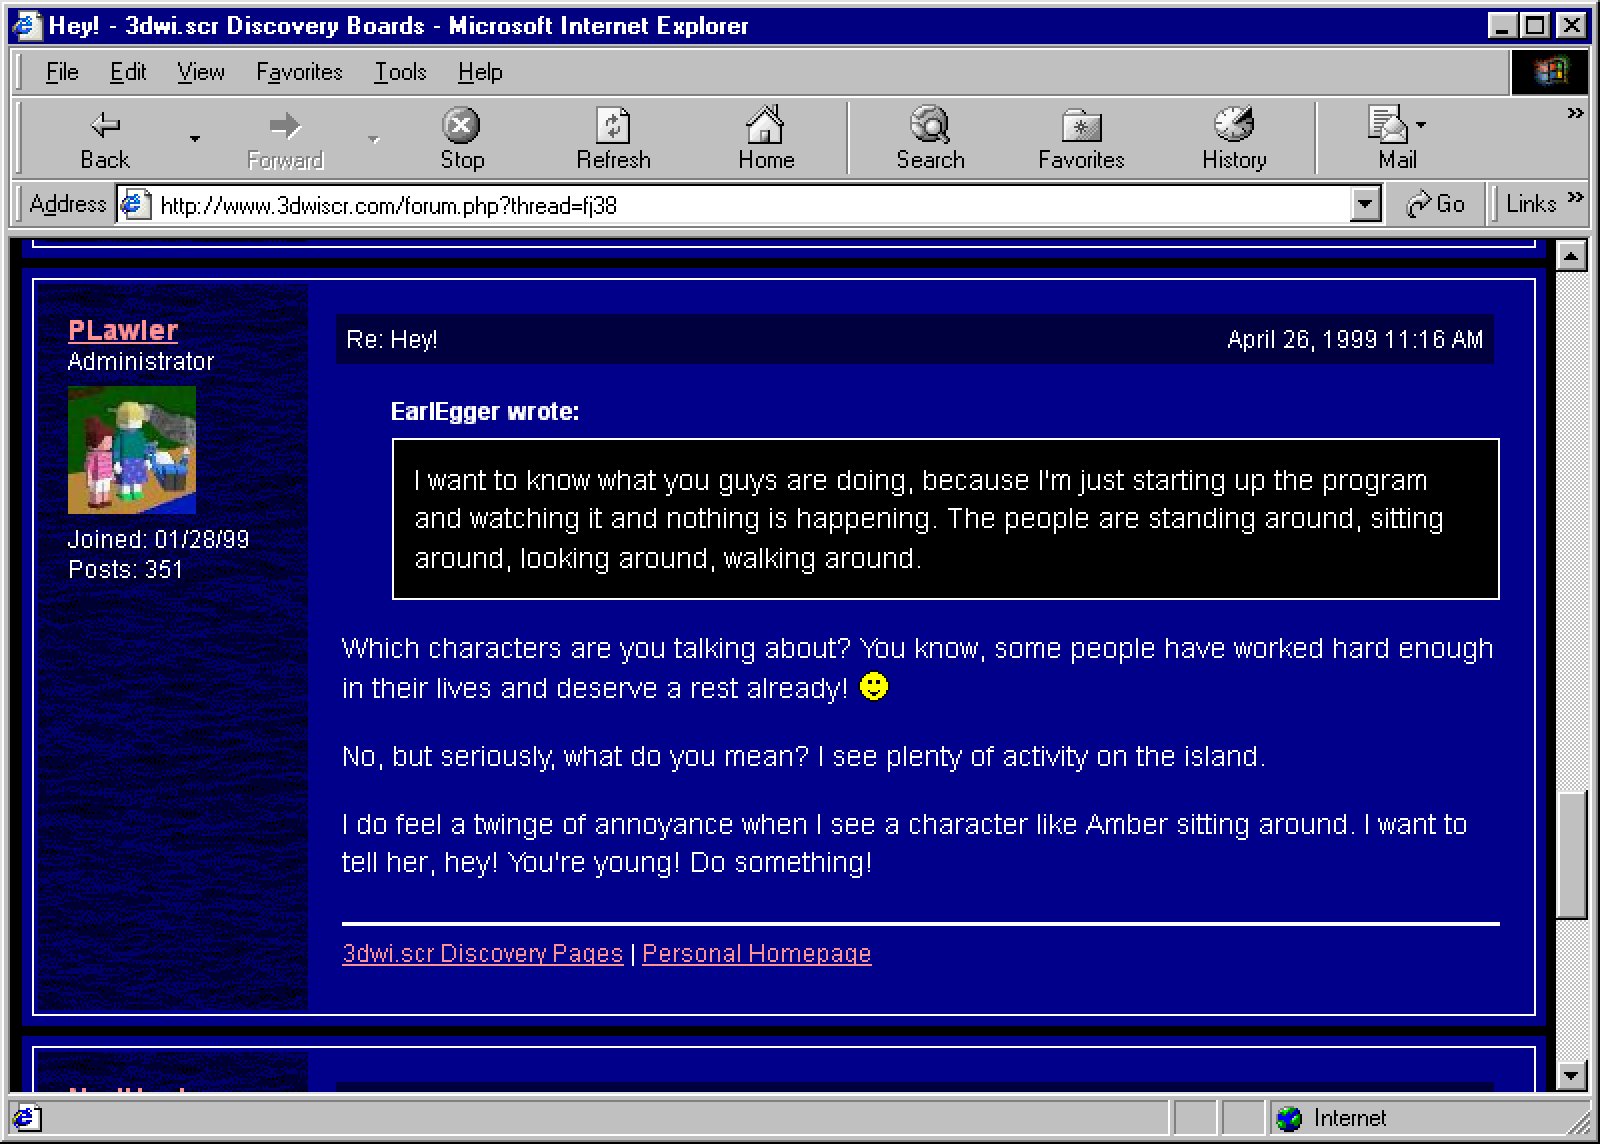 Hey! - 3dwi.scr Discovery Boards - Microsoft Internet Explorer
File Edit View Favorites Tools Help
Back Forward Stop Refresh Home Search Favorites History Mail »
Address http://www.3dwiscr.com/forum.php?thread=fj38 Go Links »
PLawler
Administrator
Joined: 01/28/99
Posts: 351
Re: Hey! April 26, 1999 11:16 AM
EarlEgger wrote:
I want to know what you guys are doing, because I'm just starting up the program
and watching it and nothing is happening. The people are standing around, sitting
around, looking around, walking around.
Which characters are you talking about? You know, some people have worked hard enough
in their lives and deserve a rest already!
No, but seriously, what do you mean? I see plenty of activity on the island.
I do feel a twinge of annoyance when I see a character like Amber sitting around. I want to
tell her, hey! You're young! Do something!
3dwi.scr Discovery Pages | Personal Homepage
Internet